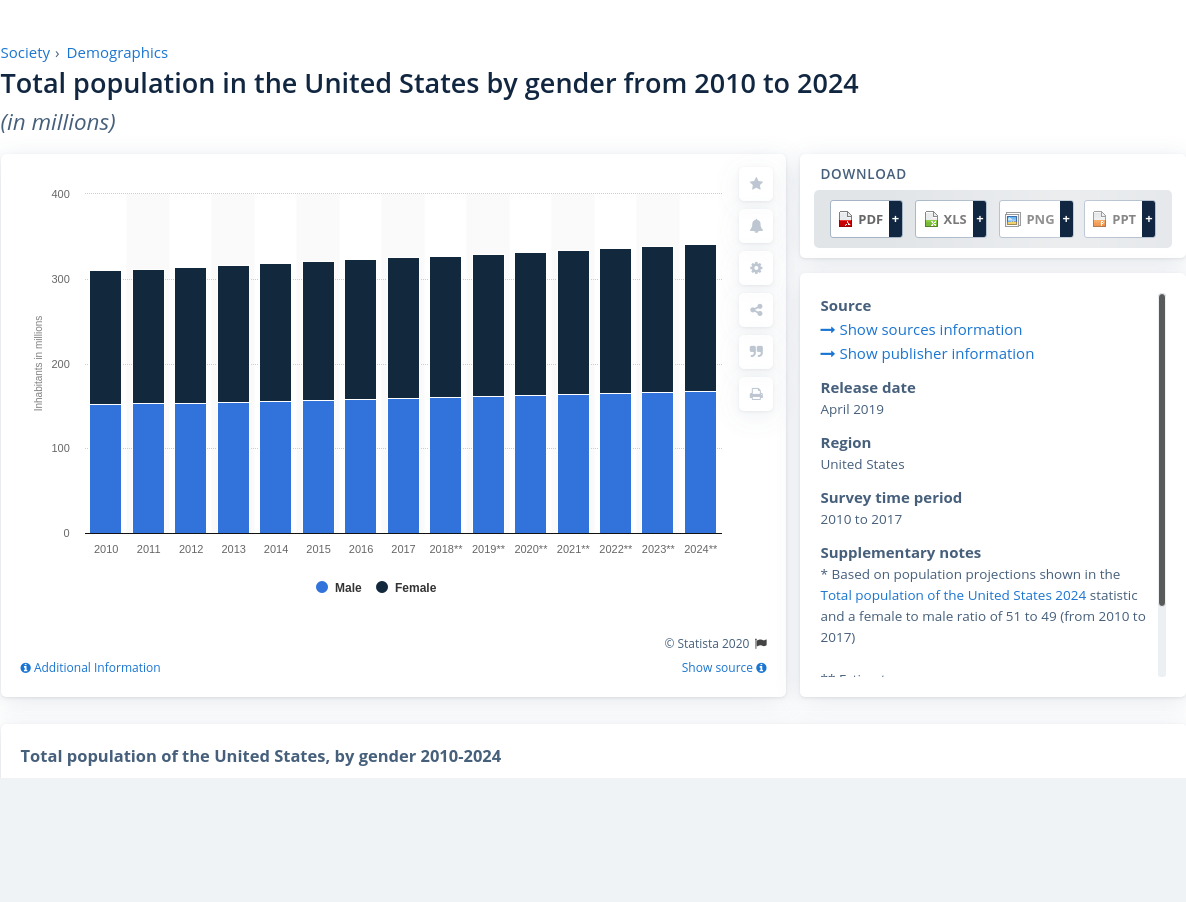 Society › Demographics
Total population in the United States by gender from 2010 to 2024
(in millions)
400
300
200
100
0
Inhabitants in millions
2010 2011 2012 2013 2014 2015 2016 2017 2018** 2019** 2020** 2021** 2022** 2023** 2024**
Male Female
© Statista 2020
Additional Information
Show source
DOWNLOAD
PDF + XLS + PNG + PPT +
Source
Show sources information
Show publisher information
Release date
April 2019
Region
United States
Survey time period
2010 to 2017
Supplementary notes
* Based on population projections shown in the
Total population of the United States 2024 statistic
and a female to male ratio of 51 to 49 (from 2010 to
2017)
Total population of the United States, by gender 2010-2024